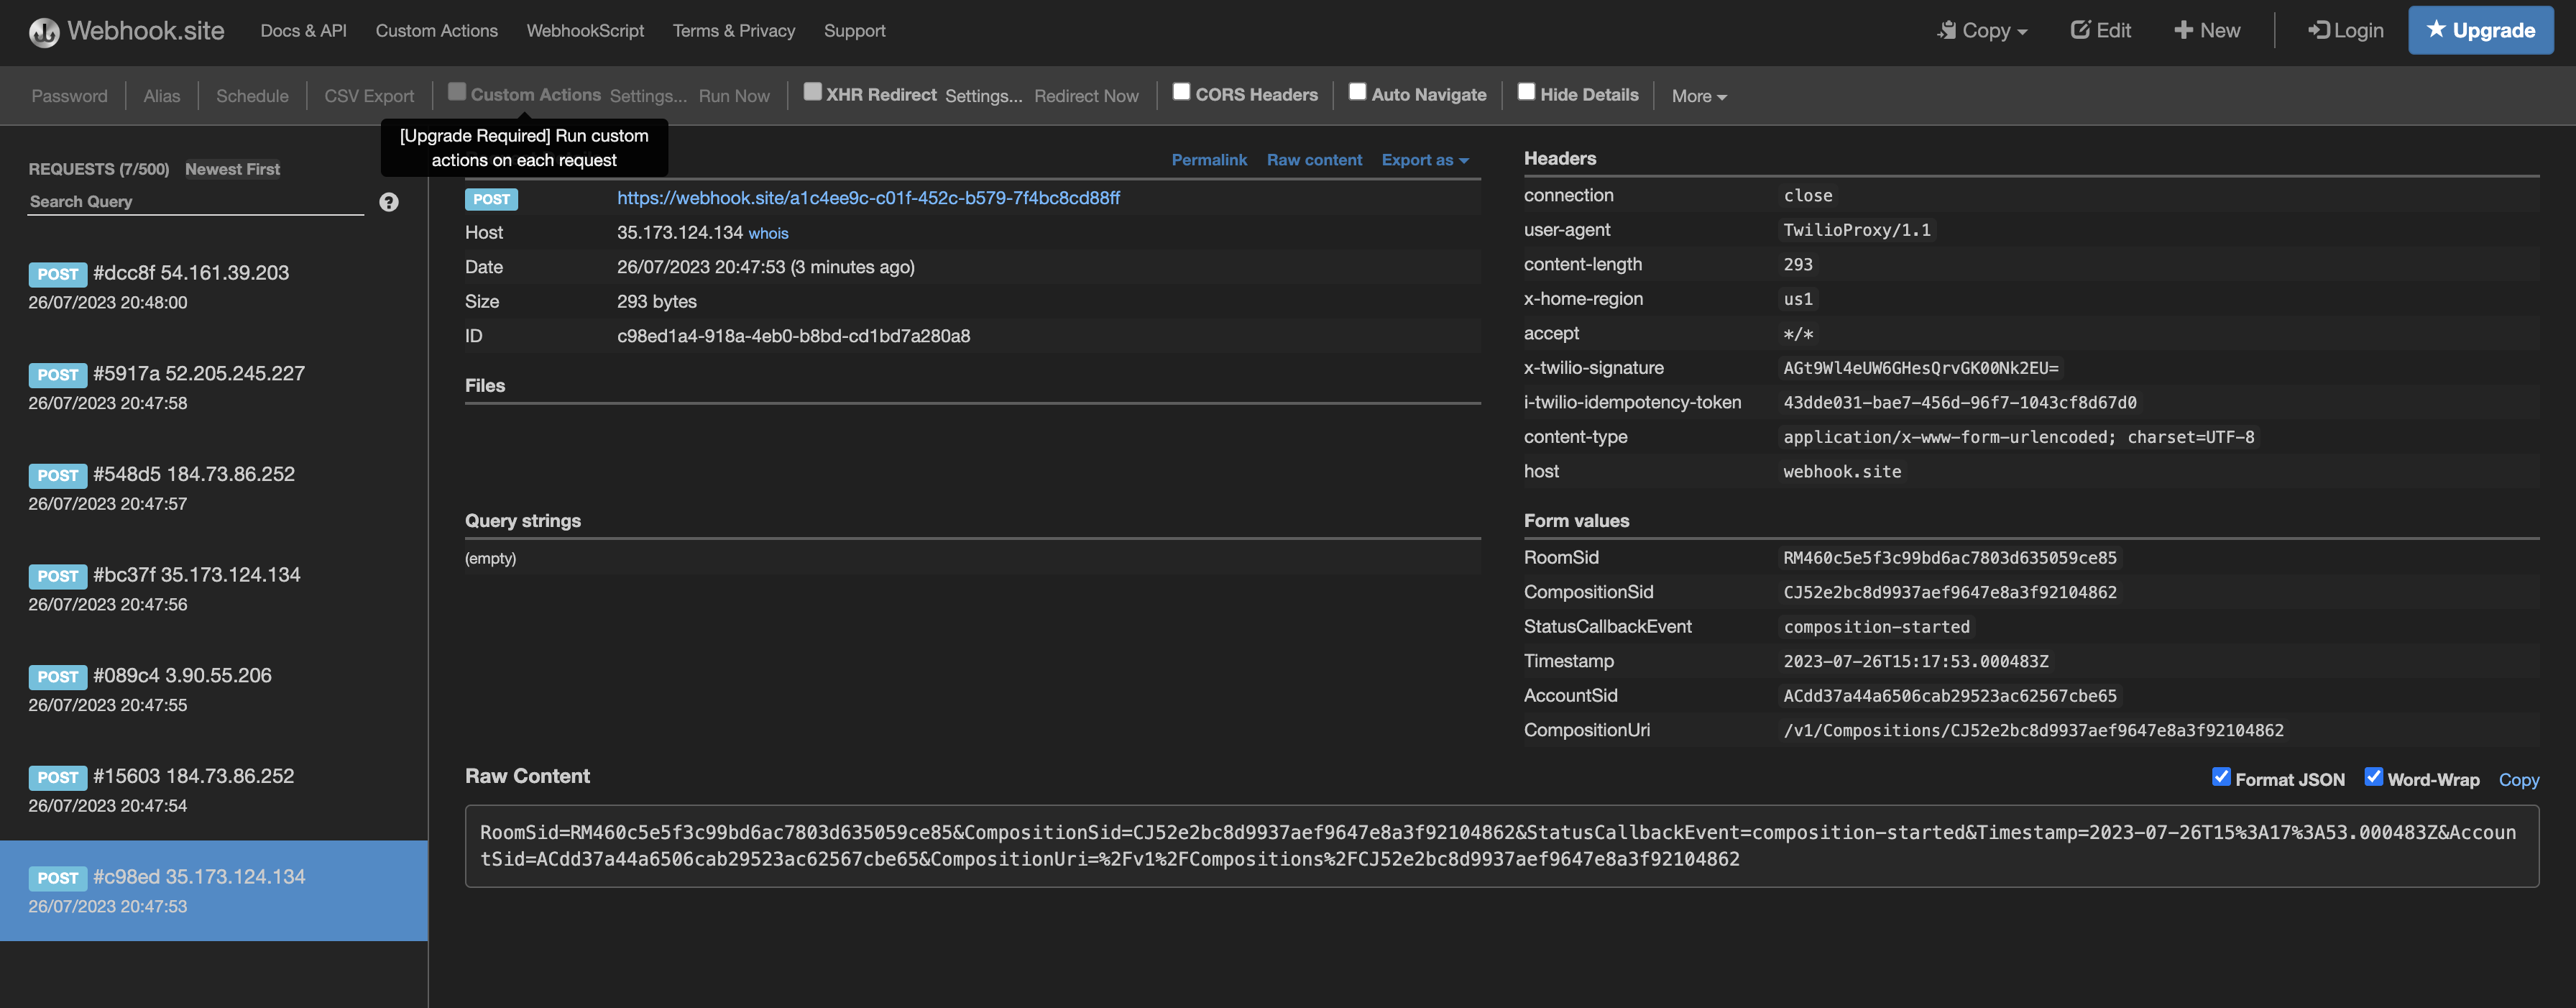 Webhook.site Docs & API Custom Actions WebhookScript Terms & Privacy Support Copy Edit New Login Upgrade
Password Alias Schedule CSV Export Custom Actions Settings... Run Now XHR Redirect Settings... Redirect Now CORS Headers Auto Navigate Hide Details More
[Upgrade Required] Run custom
actions on each request
REQUESTS (7/500) Newest First
Search Query
POST #dcc8f 54.161.39.203
26/07/2023 20:48:00
POST #5917a 52.205.245.227
26/07/2023 20:47:58
POST #548d5 184.73.86.252
26/07/2023 20:47:57
POST #bc37f 35.173.124.134
26/07/2023 20:47:56
POST #089c4 3.90.55.206
26/07/2023 20:47:55
POST #15603 184.73.86.252
26/07/2023 20:47:54
POST #c98ed 35.173.124.134
26/07/2023 20:47:53
Permalink Raw content Export as
POST https://webhook.site/a1c4ee9c-c01f-452c-b579-7f4bc8cd88ff
Host 35.173.124.134 whois
Date 26/07/2023 20:47:53 (3 minutes ago)
Size 293 bytes
ID c98ed1a4-918a-4eb0-b8bd-cd1bd7a280a8
Files
Query strings
(empty)
Headers
connection close
user-agent TwilioProxy/1.1
content-length 293
x-home-region us1
accept */*
x-twilio-signature AGt9Wl4eUW6GHesQrvGK00Nk2EU=
i-twilio-idempotency-token 43dde031-bae7-456d-96f7-1043cf8d67d0
content-type application/x-www-form-urlencoded; charset=UTF-8
host webhook.site
Form values
RoomSid RM460c5e5f3c99bd6ac7803d635059ce85
CompositionSid CJ52e2bc8d9937aef9647e8a3f92104862
StatusCallbackEvent composition-started
Timestamp 2023-07-26T15:17:53.000483Z
AccountSid ACdd37a44a6506cab29523ac62567cbe65
CompositionUri /v1/Compositions/CJ52e2bc8d9937aef9647e8a3f92104862
Raw Content Format JSON Word-Wrap Copy
RoomSid=RM460c5e5f3c99bd6ac7803d635059ce85&CompositionSid=CJ52e2bc8d9937aef9647e8a3f92104862&StatusCallbackEvent=composition-started&Timestamp=2023-07-26T15%3A17%3A53.000483Z&Accoun
tSid=ACdd37a44a6506cab29523ac62567cbe65&CompositionUri=%2Fv1%2FCompositions%2FCJ52e2bc8d9937aef9647e8a3f92104862